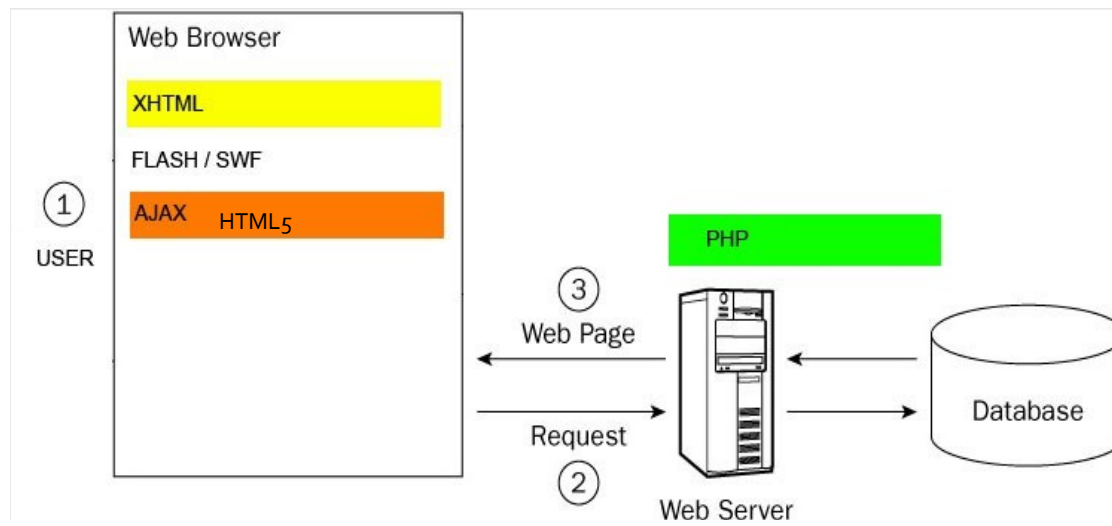 Web Browser
XHTML
FLASH / SWF
AJAX HTML5
1
USER
PHP
3
Web Page
Request
2
Web Server
Database